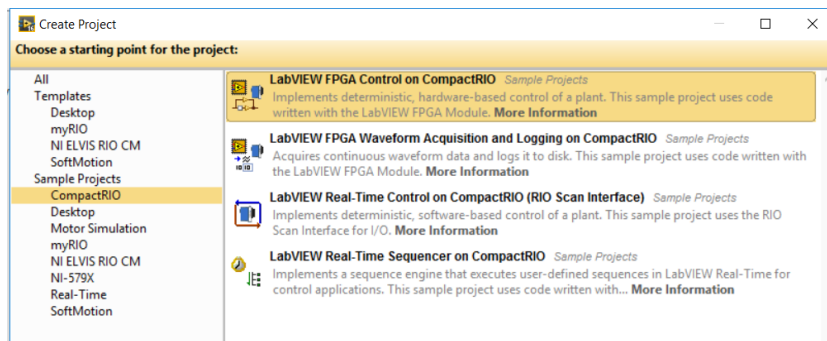 Create Project
Choose a starting point for the project:
All
Templates
Desktop
myRIO
NI ELVIS RIO CM
SoftMotion
Sample Projects
CompactRIO
Desktop
Motor Simulation
myRIO
NI ELVIS RIO CM
NI-579X
Real-Time
SoftMotion
LabVIEW FPGA Control on CompactRIO Sample Projects
Implements deterministic, hardware-based control of a plant. This sample project uses code
written with the LabVIEW FPGA Module. More Information
LabVIEW FPGA Waveform Acquisition and Logging on CompactRIO Sample Projects
Acquires continuous waveform data and logs it to disk. This sample project uses code written with
the LabVIEW FPGA Module. More Information
LabVIEW Real-Time Control on CompactRIO (RIO Scan Interface) Sample Projects
Implements deterministic, software-based control of a plant. This sample project uses the RIO
Scan Interface for I/O. More Information
LabVIEW Real-Time Sequencer on CompactRIO Sample Projects
Implements a sequence engine that executes user-defined sequences in LabVIEW Real-Time for
control applications. This sample project uses code written with... More Information